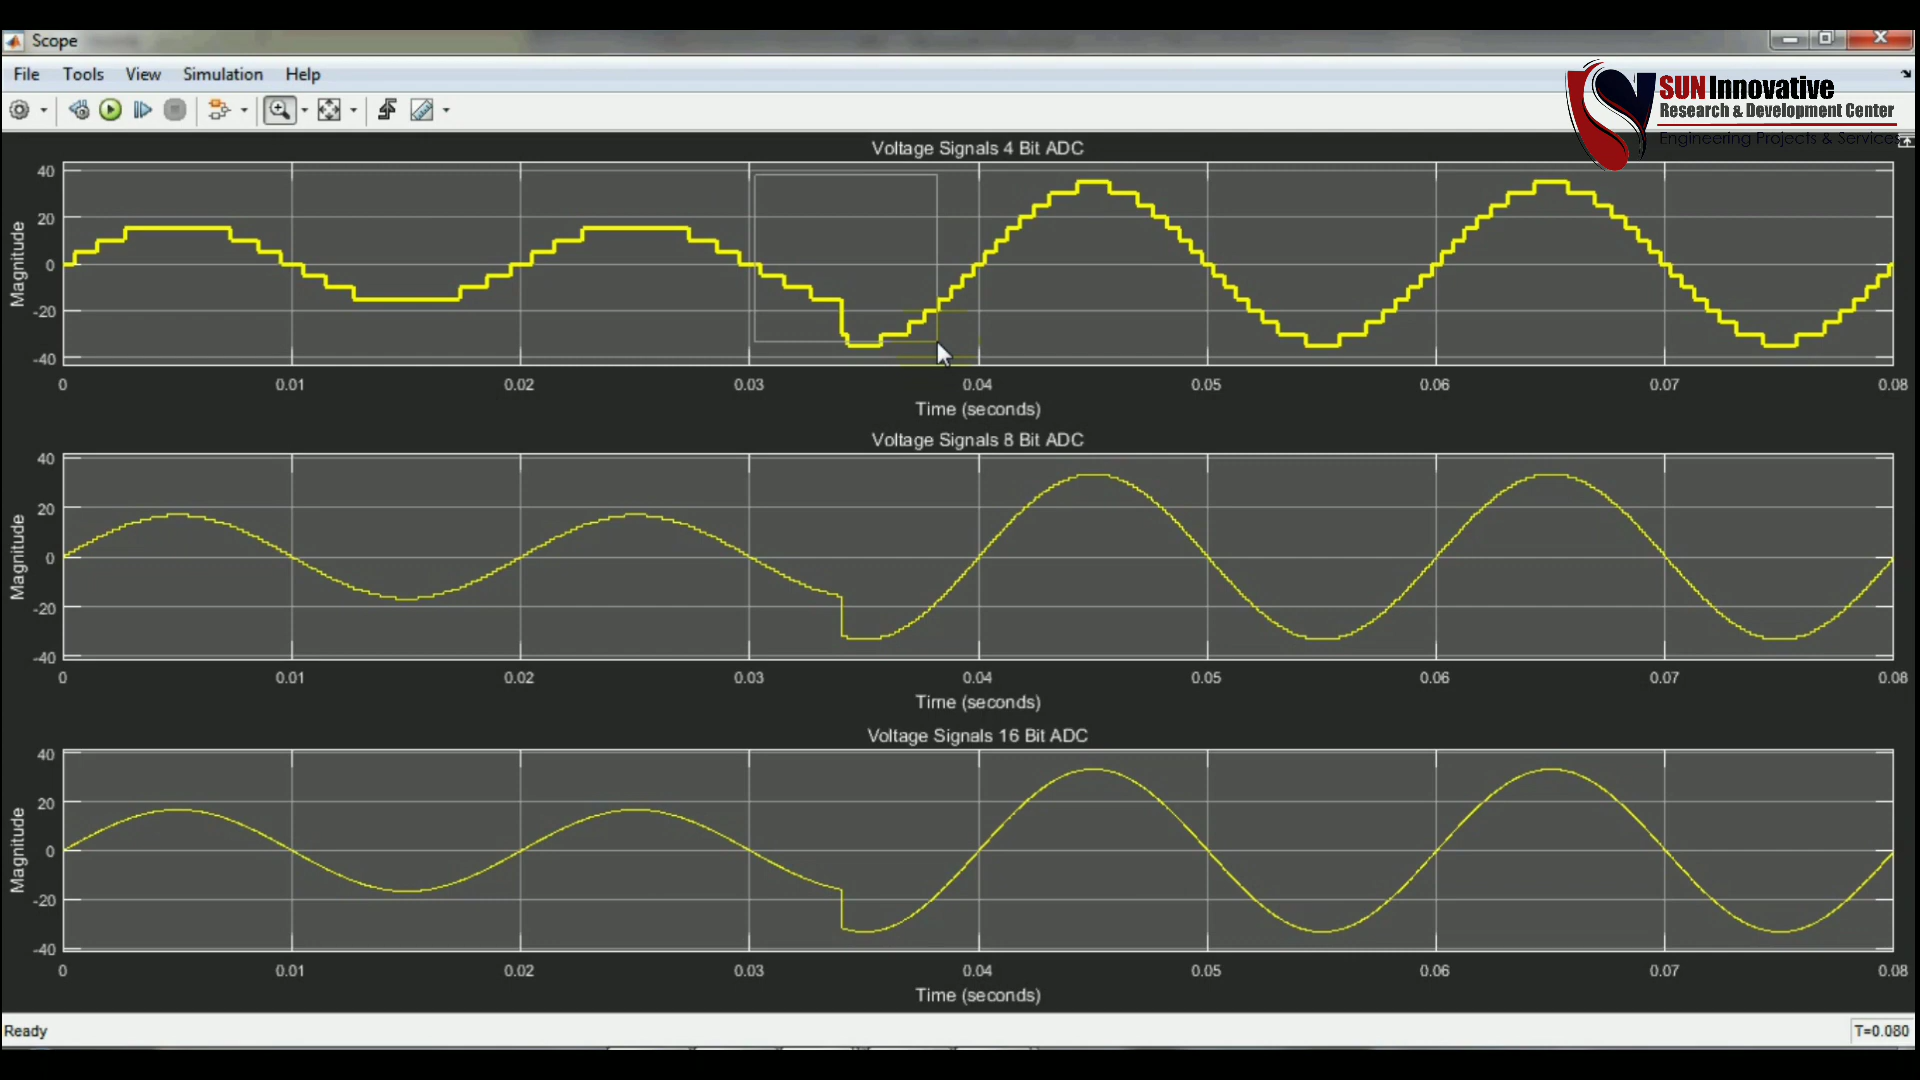 Scope
File Tools View Simulation Help
SUN Innovative
Research & Development Center
Engineering Projects & Services
Voltage Signals 4 Bit ADC
Magnitude
40
20
0
-20
-40
0 0.01 0.02 0.03 0.04 0.05 0.06 0.07 0.08
Time (seconds)
Voltage Signals 8 Bit ADC
Magnitude
40
20
0
-20
-40
0 0.01 0.02 0.03 0.04 0.05 0.06 0.07 0.08
Time (seconds)
Voltage Signals 16 Bit ADC
Magnitude
40
20
0
-20
-40
0 0.01 0.02 0.03 0.04 0.05 0.06 0.07 0.08
Time (seconds)
Ready
T=0.080